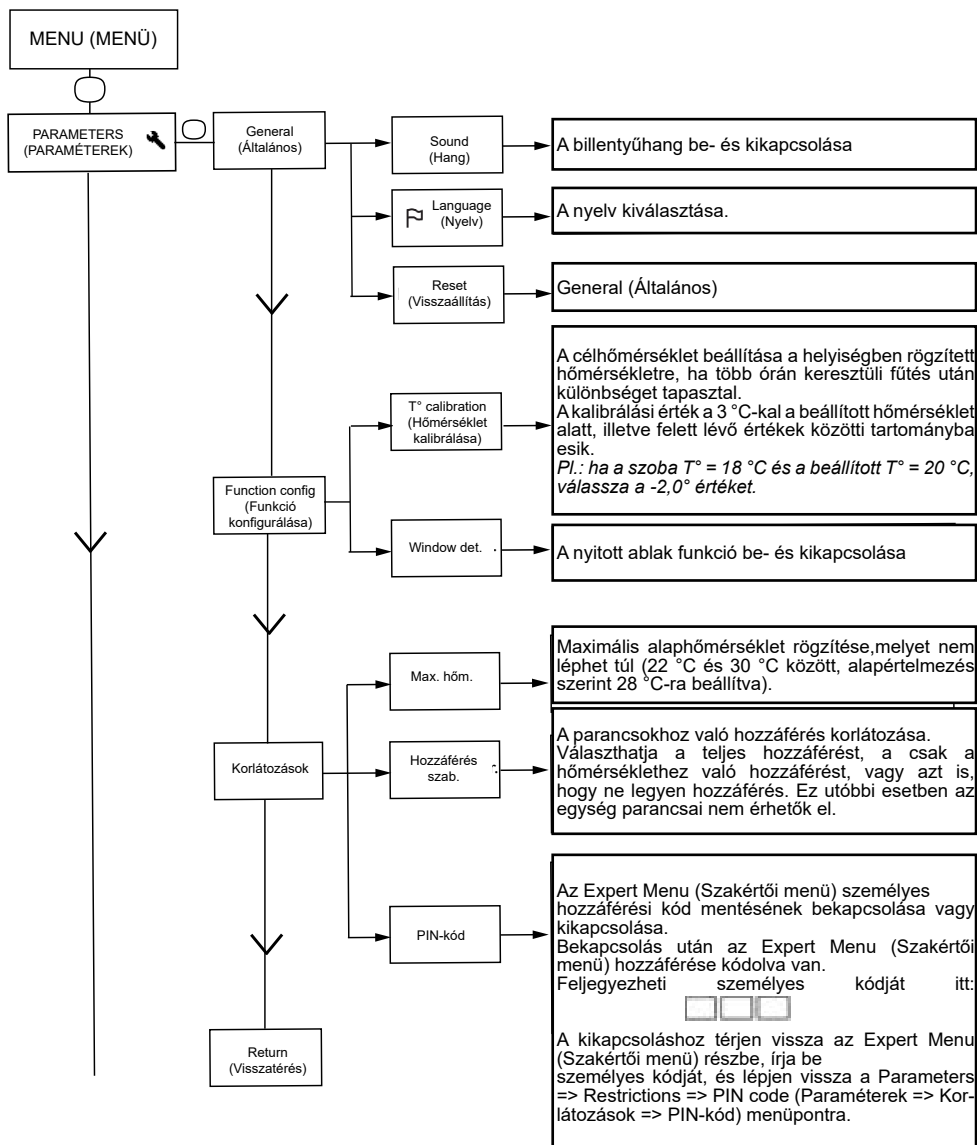 MENU (MENÜ)
PARAMETERS
(PARAMÉTEREK)
General
(Általános)
Sound
(Hang)
A billentyűhang be- és kikapcsolása
Language
(Nyelv)
A nyelv kiválasztása.
Reset
(Visszaállítás)
General (Általános)
T° calibration
(Hőmérséklet
kalibrálása)
A célhőmérséklet beállítása a helyiségben rögzített
hőmérsékletre, ha több órán keresztüli fűtés után
különbséget tapasztal.
A kalibrálási érték a 3 °C-kal a beállított hőmérséklet
alatt, illetve felett lévő értékek közötti tartományba
esik.
Pl.: ha a szoba T° = 18 °C és a beállított T° = 20 °C,
válassza a -2,0° értéket.
Function config
(Funkció
konfigurálása)
Window det.
A nyitott ablak funkció be- és kikapcsolása
Max. hőm.
Maximális alaphőmérséklet rögzítése,melyet nem
léphet túl (22 °C és 30 °C között, alapértelmezés
szerint 28 °C-ra beállítva).
Korlátozások
Hozzáférés
szab.
A parancsokhoz való hozzáférés korlátozása.
Választhatja a teljes hozzáférést, a csak a
hőmérséklethez való hozzáférést, vagy azt is,
hogy ne legyen hozzáférés. Ez utóbbi esetben az
egység parancsai nem érhetők el.
PIN-kód
Az Expert Menu (Szakértői menü) személyes
hozzáférési kód mentésének bekapcsolása vagy
kikapcsolása.
Bekapcsolás után az Expert Menu (Szakértői
menü) hozzáférése kódolva van.
Feljegyezheti személyes kódját itt:
A kikapcsoláshoz térjen vissza az Expert Menu
(Szakértői menü) részbe, írja be
személyes kódját, és lépjen vissza a Parameters
=> Restrictions => PIN code (Paraméterek => Kor-
látozások => PIN-kód) menüpontra.
Return
(Visszatérés)